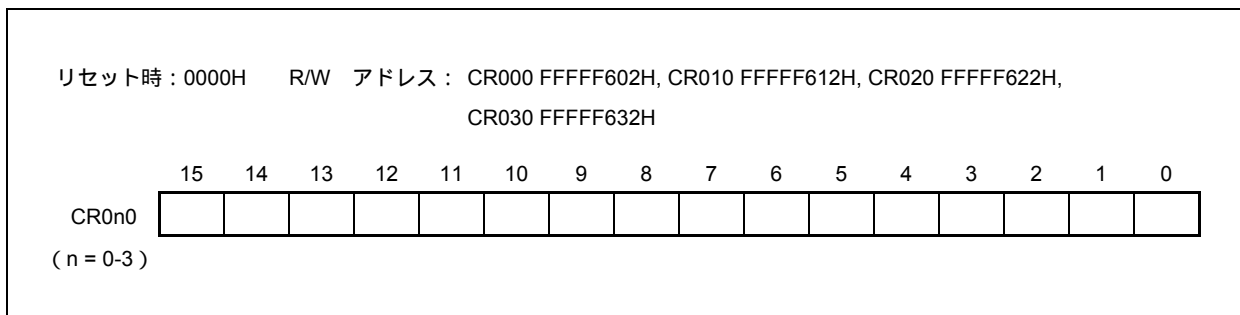 リセット時：0000H R/W アドレス： CR000 FFFFF602H, CR010 FFFFF612H, CR020 FFFFF622H,
CR030 FFFFF632H
15 14 13 12 11 10 9 8 7 6 5 4 3 2 1 0
CR0n0
（n = 0-3）